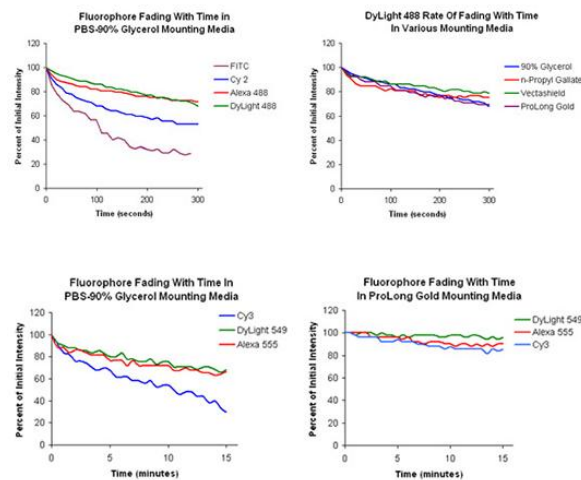 Fluorophore Fading With Time in
PBS-90% Glycerol Mounting Media
Percent of Initial Intensity
120
100
80
60
40
20
0
0
100
200
300
Time (seconds)
FITC
Cy 2
Alexa 488
DyLight 488
DyLight 488 Rate Of Fading With Time
In Various Mounting Media
Percent of Initial Intensity
120
100
80
60
40
20
0
0
100
200
300
Time (seconds)
90% Glycerol
n-Propyl Gallate
Vectashield
ProLong Gold
Fluorophore Fading With Time In
PBS-90% Glycerol Mounting Media
Percent of Initial Intensity
120
100
80
60
40
20
0
0
5
10
15
Time (minutes)
Cy3
DyLight 549
Alexa 555
Fluorophore Fading With Time
In ProLong Gold Mounting Media
Percent of Initial Intensity
120
100
80
60
40
20
0
0
5
10
15
Time (minutes)
DyLight 549
Alexa 555
Cy3